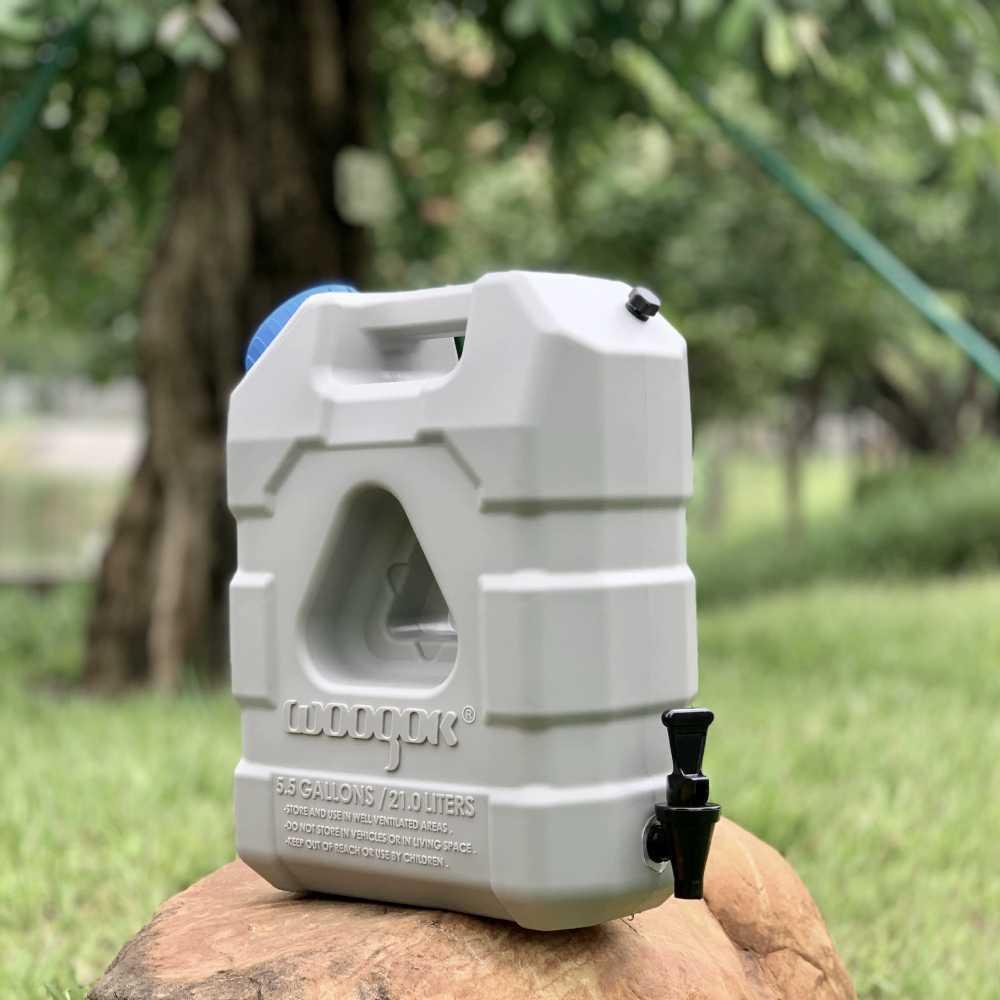 woogok®
5.5 GALLONS / 21.0 LITERS
·STORE AND USE IN WELL VENTILATED AREAS .
·DO NOT STORE IN VEHICLES OR IN LIVING SPACE .
·KEEP OUT OF REACH OR USE BY CHILDREN .